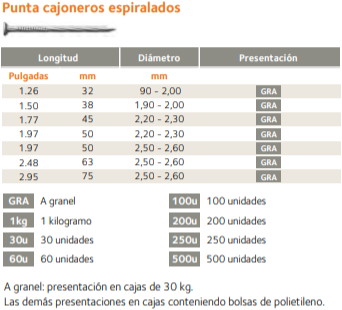 Punta cajoneros espiralados
Longitud Diámetro Presentación
Pulgadas mm mm
1.26 32 90 - 2,00 GRA
1.50 38 1,90 - 2,00 GRA
1.77 45 2,20 - 2,30 GRA
1.97 50 2,20 - 2,30 GRA
1.97 50 2,50 - 2,60 GRA
2.48 63 2,50 - 2,60 GRA
2.95 75 2,50 - 2,60 GRA
GRA A granel 100u 100 unidades
1kg 1 kilogramo 200u 200 unidades
30u 30 unidades 250u 250 unidades
60u 60 unidades 500u 500 unidades
A granel: presentación en cajas de 30 kg.
Las demás presentaciones en cajas conteniendo bolsas de polietileno.